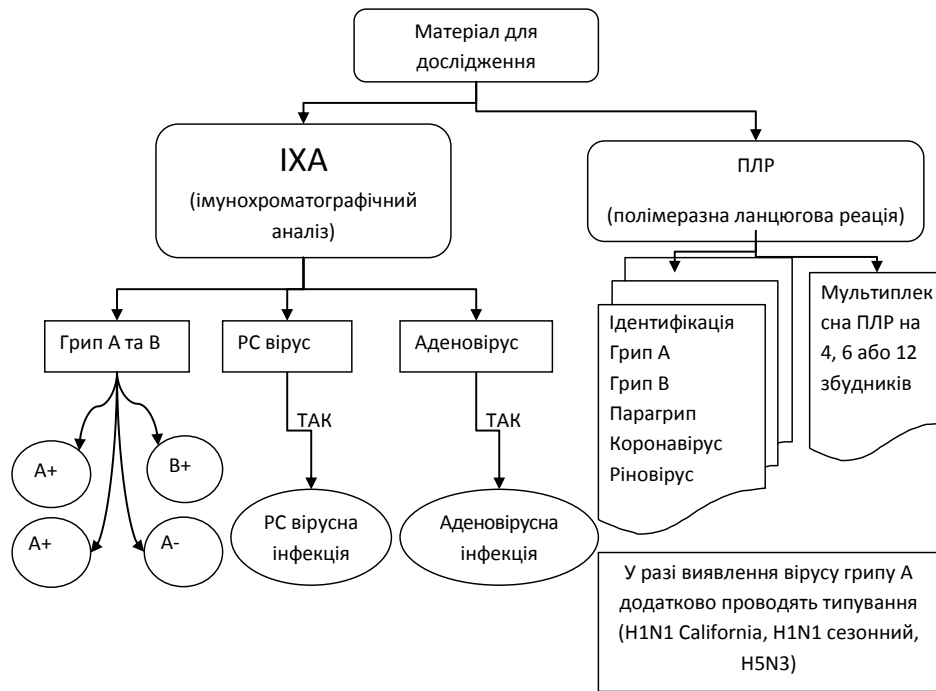 Матеріал для
дослідження
ІХА
(імунохроматографічний
аналіз)
ПЛР
(полімеразна ланцюгова реація)
Грип А та В
РС вірус
Аденовірус
Ідентифікація
Грип А
Грип В
Парагрип
Коронавірус
Ріновірус
Мультиплек
сна ПЛР на
4, 6 або 12
збудників
ТАК
ТАК
А+
В+
А+
А-
РС вірусна
інфекція
Аденовірусна
інфекція
У разі виявлення вірусу грипу А
додатково проводять типування
(H1N1 California, H1N1 сезонний,
H5N3)